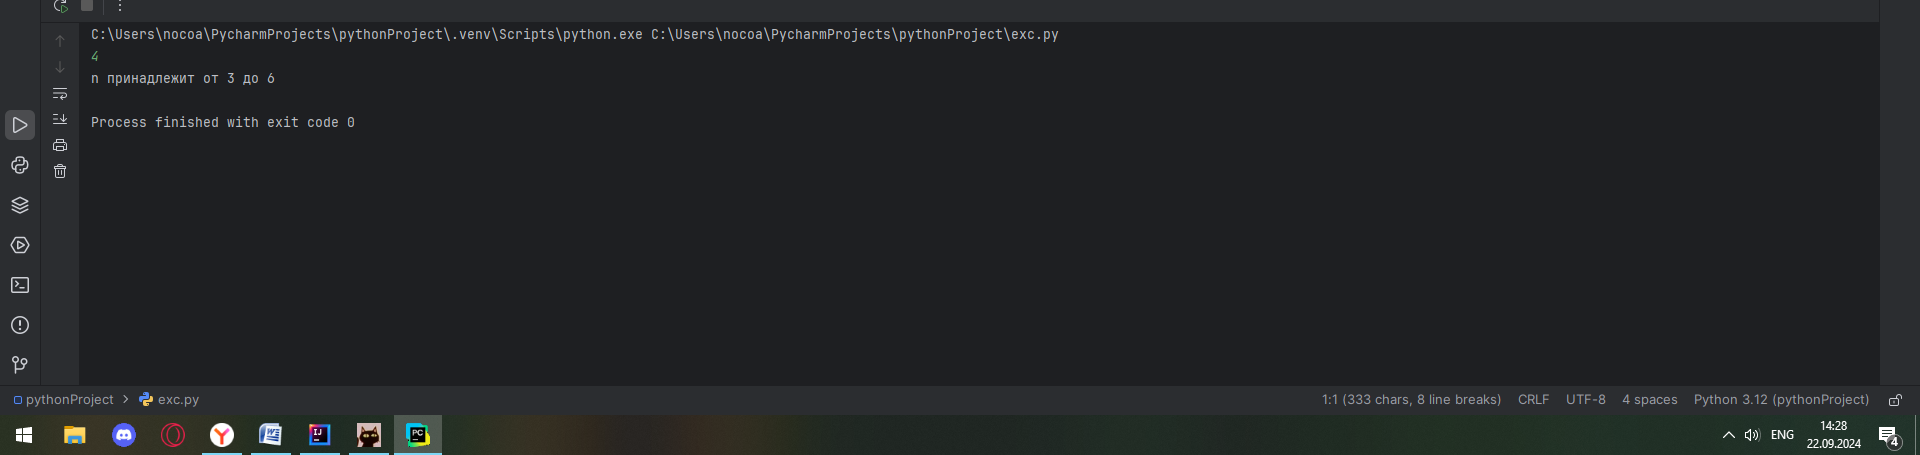 C:\Users\nocoa\PycharmProjects\pythonProject\.venv\Scripts\python.exe C:\Users\nocoa\PycharmProjects\pythonProject\exc.py
4
n принадлежит от 3 до 6
Process finished with exit code 0
pythonProject > exc.py
1:1 (333 chars, 8 line breaks) CRLF UTF-8 4 spaces Python 3.12 (pythonProject)
ENG
14:28
22.09.2024
4